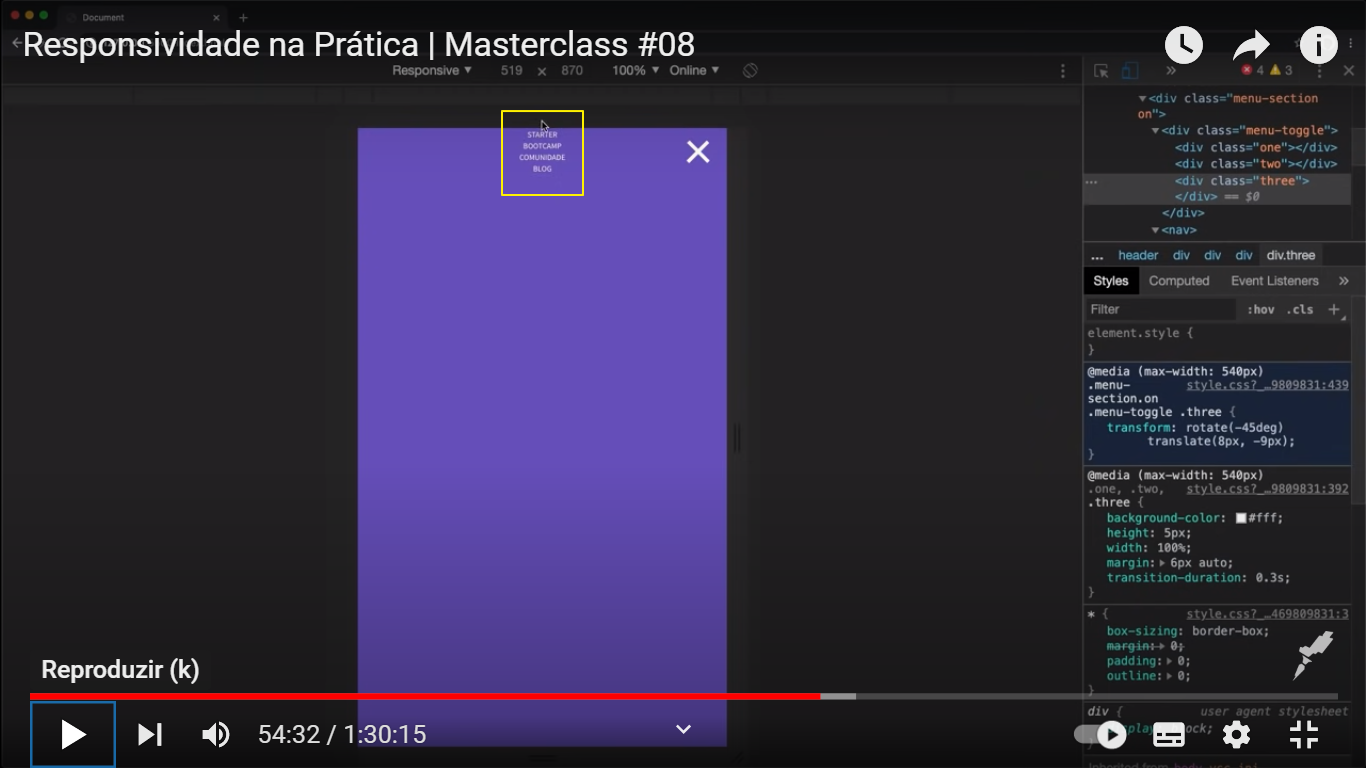 Document
Responsividade na Prática | Masterclass #08
Responsive 519 870 100% Online
4 3
STARTER
BOOTCAMP
COMUNIDADE
BLOG
<div class="menu-section
on">
<div class="menu-toggle">
<div class="one"></div>
<div class="two"></div>
<div class="three">
</div> == $0
</div>
<nav>
... header div div div div.three
Styles Computed Event Listeners »
Filter :hov .cls +
element.style {
}
@media (max-width: 540px)
.menu- style.css?_…9809831:439
section.on
.menu-toggle .three {
transform: rotate(-45deg)
translate(8px, -9px);
}
@media (max-width: 540px)
.one, .two, style.css?_…9809831:392
.three {
background-color: #fff;
height: 5px;
width: 100%;
margin: 6px auto;
transition-duration: 0.3s;
}
* { style.css?_…469809831:3
box-sizing: border-box;
margin: 0;
padding: 0;
outline: 0;
}
div { user agent stylesheet
Reproduzir (k)
54:32 / 1:30:15